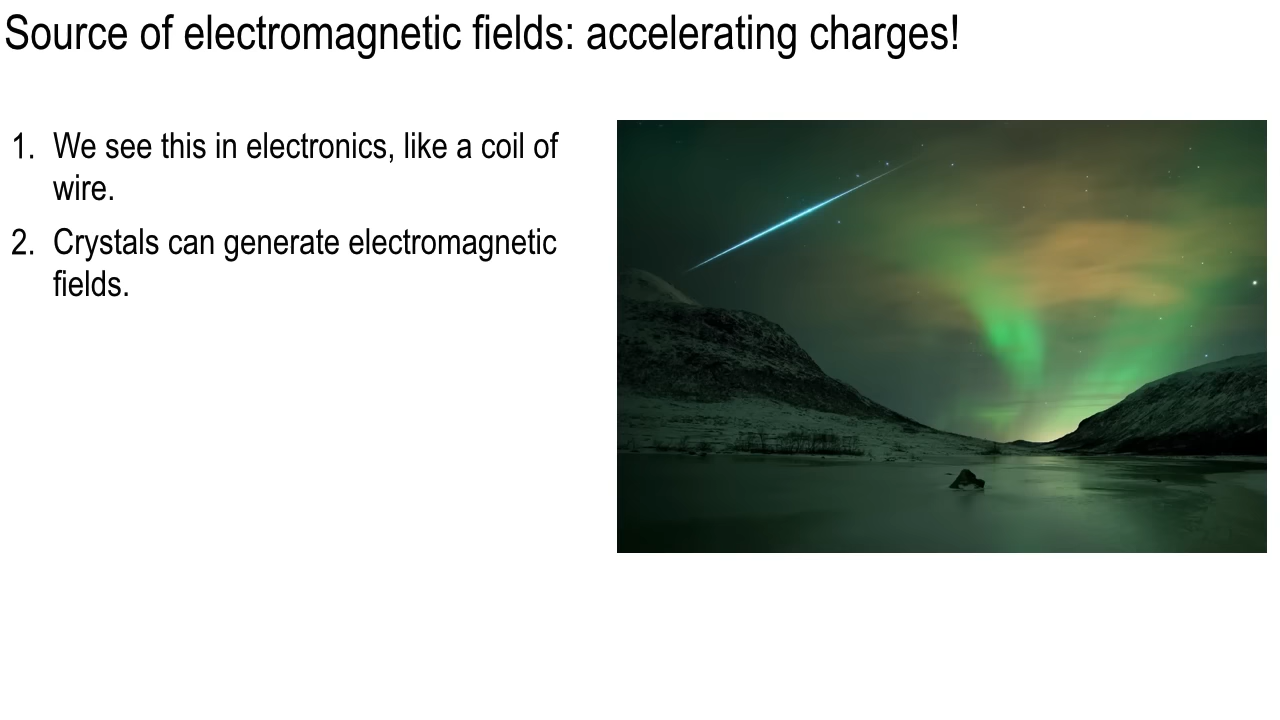 Source of electromagnetic fields: accelerating charges!
1. We see this in electronics, like a coil of
wire.
2. Crystals can generate electromagnetic
fields.